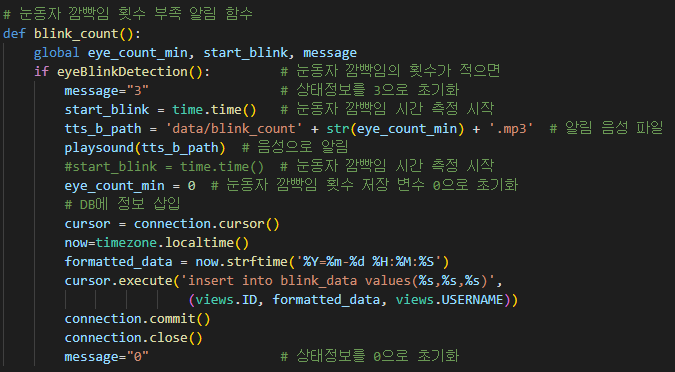 # 눈동자 깜빡임 횟수 부족 알림 함수
def blink_count():
    global eye_count_min, start_blink, message
    if eyeBlinkDetection():         # 눈동자 깜빡임의 횟수가 적으면
        message="3"                 # 상태정보를 3으로 초기화
        start_blink = time.time()   # 눈동자 깜빡임 시간 측정 시작
        tts_b_path = 'data/blink_count' + str(eye_count_min) + '.mp3'  # 알림 음성 파일
        playsound(tts_b_path)  # 음성으로 알림
        #start_blink = time.time()  # 눈동자 깜빡임 시간 측정 시작
        eye_count_min = 0  # 눈동자 깜빡임 횟수 저장 변수 0으로 초기화
        # DB에 정보 삽입
        cursor = connection.cursor()
        now=timezone.localtime()
        formatted_data = now.strftime('%Y=%m-%d %H:%M:%S')
        cursor.execute('insert into blink_data values(%s,%s,%s)',
                       (views.ID, formatted_data, views.USERNAME))
        connection.commit()
        connection.close()
        message="0"                 # 상태정보를 0으로 초기화